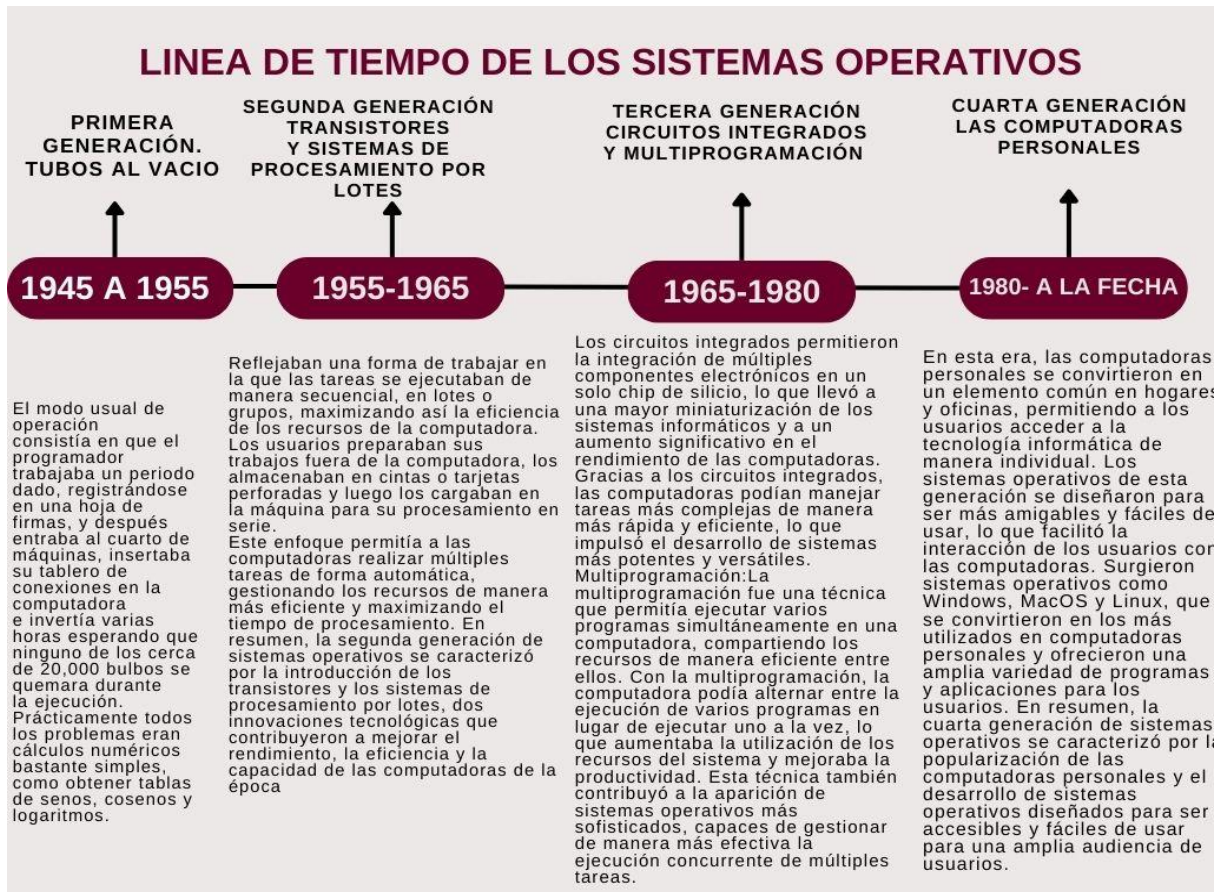 LINEA DE TIEMPO DE LOS SISTEMAS OPERATIVOS
PRIMERA
GENERACIÓN.
TUBOS AL VACIO
SEGUNDA GENERACIÓN
TRANSISTORES
Y SISTEMAS DE
PROCESAMIENTO POR
LOTES
TERCERA GENERACIÓN
CIRCUITOS INTEGRADOS
Y MULTIPROGRAMACIÓN
CUARTA GENERACIÓN
LAS COMPUTADORAS
PERSONALES
1945 A 1955
1955-1965
1965-1980
1980- A LA FECHA
El modo usual de
operación
consistía en que el
programador
trabajaba un periodo
dado, registrándose
en una hoja de
firmas, y después
entraba al cuarto de
máquinas, insertaba
su tablero de
conexiones en la
computadora
e invertía varias
horas esperando que
ninguno de los cerca
de 20,000 bulbos se
quemara durante
la ejecución.
Prácticamente todos
los problemas eran
cálculos numéricos
bastante simples,
como obtener tablas
de senos, cosenos y
logaritmos.
Reflejaban una forma de trabajar en
la que las tareas se ejecutaban de
manera secuencial, en lotes o
grupos, maximizando así la eficiencia
de los recursos de la computadora.
Los usuarios preparaban sus
trabajos fuera de la computadora, los
almacenaban en cintas o tarjetas
perforadas y luego los cargaban en
la máquina para su procesamiento en
serie.
Este enfoque permitía a las
computadoras realizar múltiples
tareas de forma automática,
gestionando los recursos de manera
más eficiente y maximizando el
tiempo de procesamiento. En
resumen, la segunda generación de
sistemas operativos se caracterizó
por la introducción de los
transistores y los sistemas de
procesamiento por lotes, dos
innovaciones tecnológicas que
contribuyeron a mejorar el
rendimiento, la eficiencia y la
capacidad de las computadoras de la
época
Los circuitos integrados permitieron
la integración de múltiples
componentes electrónicos en un
solo chip de silicio, lo que llevó a
una mayor miniaturización de los
sistemas informáticos y a un
aumento significativo en el
rendimiento de las computadoras.
Gracias a los circuitos integrados,
las computadoras podían manejar
tareas más complejas de manera
más rápida y eficiente, lo que
impulsó el desarrollo de sistemas
más potentes y versátiles.
Multiprogramación:La
multiprogramación fue una técnica
que permitía ejecutar varios
programas simultáneamente en una
computadora, compartiendo los
recursos de manera eficiente entre
ellos. Con la multiprogramación, la
computadora podía alternar entre la
ejecución de varios programas en
lugar de ejecutar uno a la vez, lo
que aumentaba la utilización de los
recursos del sistema y mejoraba la
productividad. Esta técnica también
contribuyó a la aparición de
sistemas operativos más
sofisticados, capaces de gestionar
de manera más efectiva la
ejecución concurrente de múltiples
tareas.
En esta era, las computadoras
personales se convirtieron en
un elemento común en hogares
y oficinas, permitiendo a los
usuarios acceder a la
tecnología informática de
manera individual. Los
sistemas operativos de esta
generación se diseñaron para
ser más amigables y fáciles de
usar, lo que facilitó la
interacción de los usuarios con
las computadoras. Surgieron
sistemas operativos como
Windows, MacOS y Linux, que
se convirtieron en los más
utilizados en computadoras
personales y ofrecieron una
amplia variedad de programas
y aplicaciones para los
usuarios. En resumen, la
cuarta generación de sistemas
operativos se caracterizó por la
popularización de las
computadoras personales y el
desarrollo de sistemas
operativos diseñados para ser
accesibles y fáciles de usar
para una amplia audiencia de
usuarios.